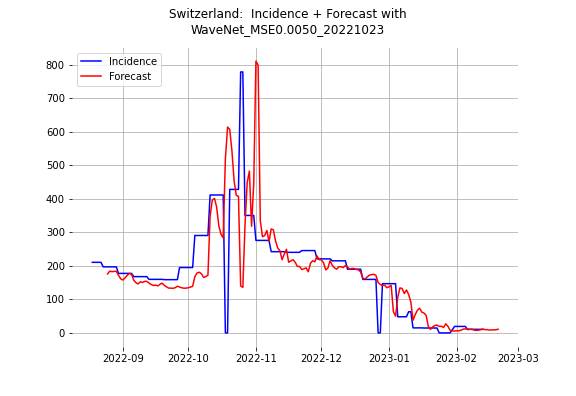 Switzerland:  Incidence + Forecast with
WaveNet_MSE0.0050_20221023
Incidence
Forecast
800
700
600
500
400
300
200
100
0
2022-09 2022-10 2022-11 2022-12 2023-01 2023-02 2023-03